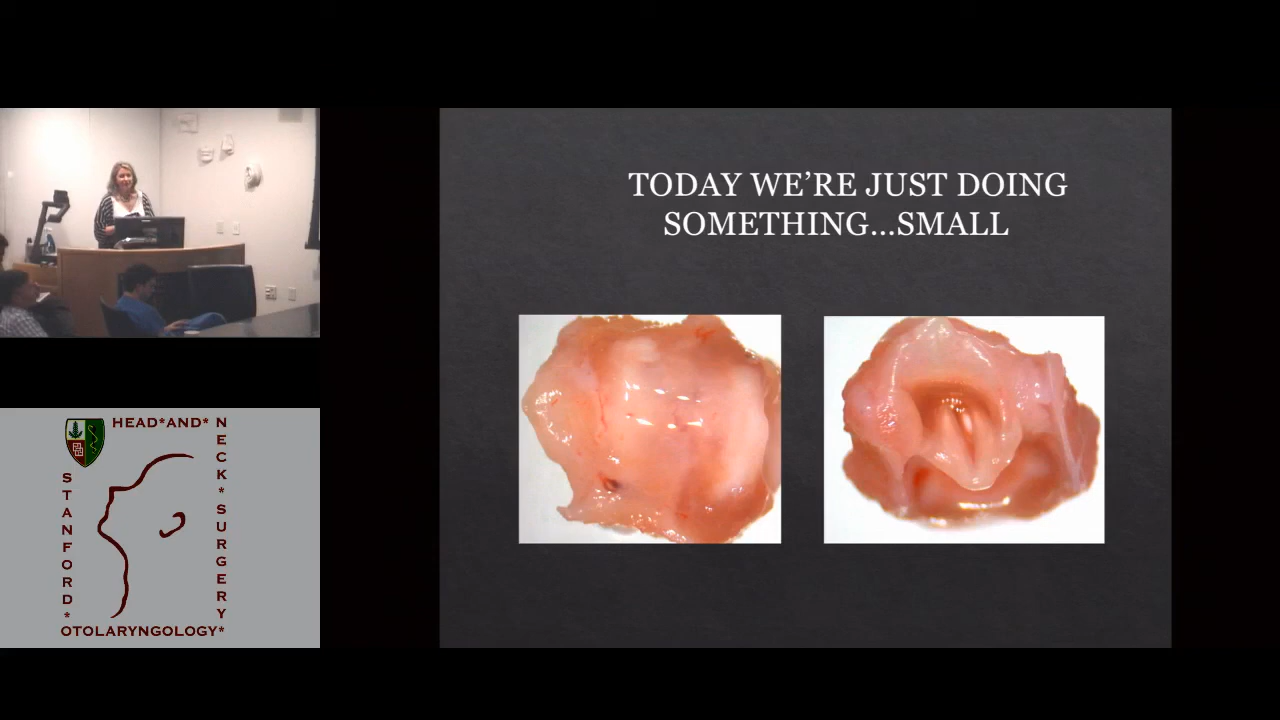 TODAY WE’RE JUST DOING
SOMETHING...SMALL
HEAD*AND*
NECK*SURGERY
STANFORD*
OTOLARYNGOLOGY*